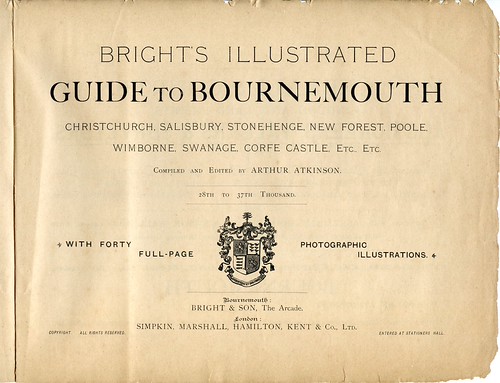 BRIGHT'S ILLUSTRATED
GUIDE TO BOURNEMOUTH
CHRISTCHURCH, SALISBURY, STONEHENGE, NEW FOREST, POOLE,
WIMBORNE, SWANAGE, CORFE CASTLE, ETC., ETC.
COMPILED AND EDITED BY ARTHUR ATKINSON.
28TH TO 37TH THOUSAND.
WITH FORTY FULL-PAGE PHOTOGRAPHIC ILLUSTRATIONS.
Bournemouth:
BRIGHT & SON, The Arcade.
London:
SIMPKIN, MARSHALL, HAMILTON, KENT & Co., LTD.
COPYRIGHT ALL RIGHTS RESERVED.
ENTERED AT STATIONERS HALL.